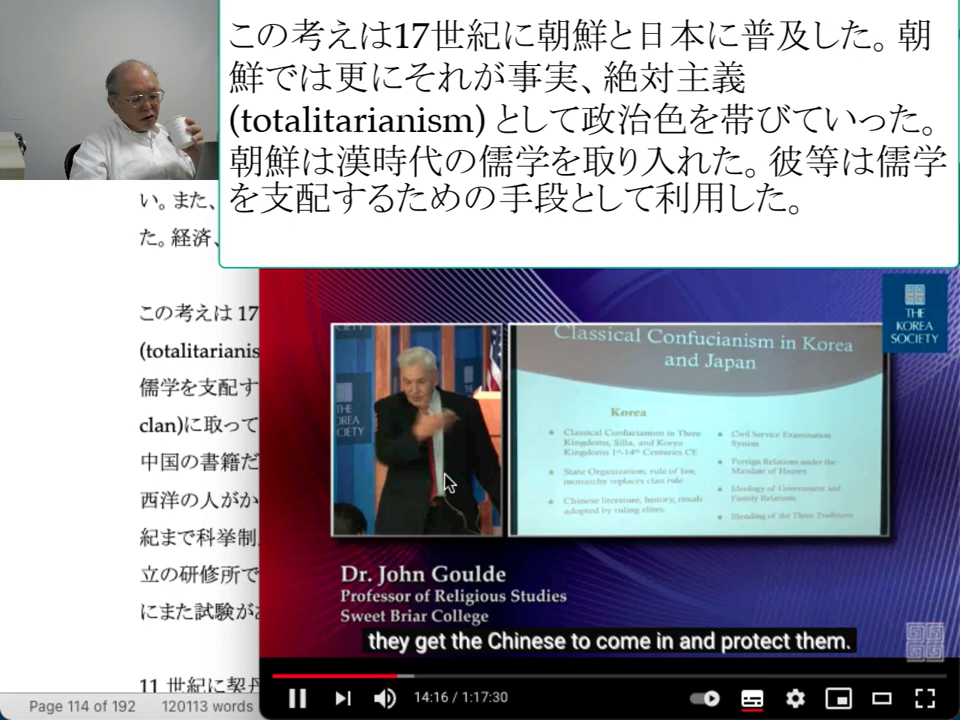 この考えは17世紀に朝鮮と日本に普及した。朝
鮮では更にそれが事実、絶対主義
(totalitarianism) として政治色を帯びていった。
朝鮮は漢時代の儒学を取り入れた。彼等は儒学
を支配するための手段として利用した。
い。また、
た。経済、
この考えは 17
(totalitarianis
儒学を支配す
clan)に取って
中国の書籍だ
西洋の人がか
紀まで科挙制
立の研修所で
にまた試験が
11 世紀に契丹
Page 114 of 192 120113 words
THE
KOREA
SOCIETY
Classical Confucianism in Korea
and Japan
Korea
Classical Confucianism in Three
Kingdoms, Silla, and Koryo
Kingdoms 1st-14th Centuries CE
State Organization, rule of law,
monarchy replaces clan rule
Chinese literature, history, rituals
adopted by ruling elites.
Civil Service Examination
System
Foreign Relations under the
Mandate of Heaven
Ideology of Government and
Family Relations
Blending of the Three Traditions
Dr. John Goulde
Professor of Religious Studies
Sweet Briar College
they get the Chinese to come in and protect them.
14:16 / 1:17:30